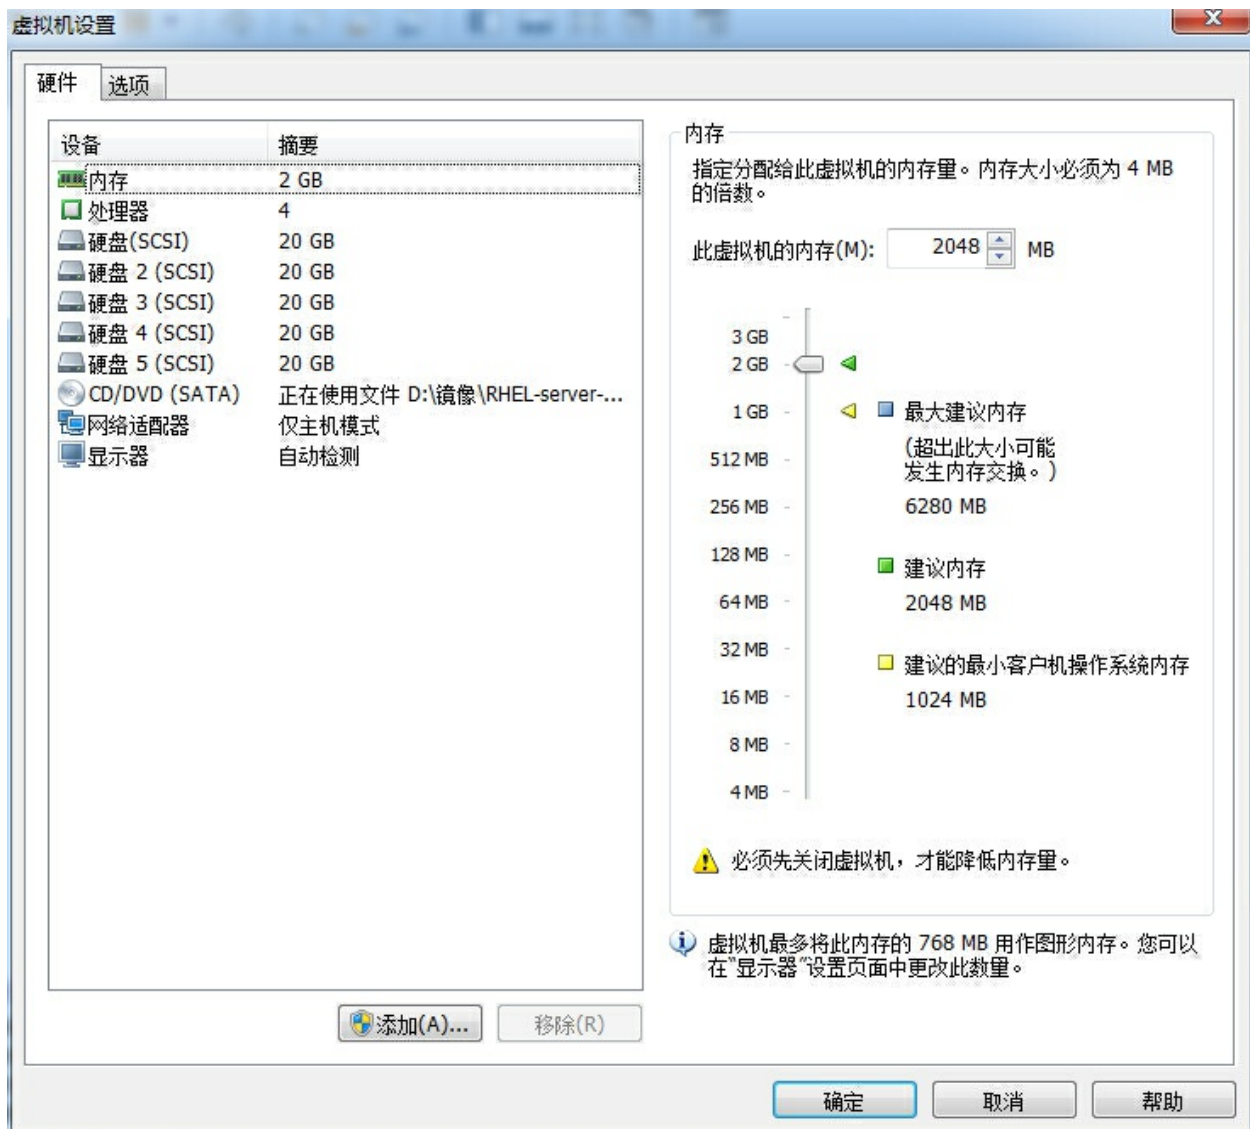 虚拟机设置
硬件
选项
设备 摘要
内存 2 GB
处理器 4
硬盘(SCSI) 20 GB
硬盘 2 (SCSI) 20 GB
硬盘 3 (SCSI) 20 GB
硬盘 4 (SCSI) 20 GB
硬盘 5 (SCSI) 20 GB
CD/DVD (SATA) 正在使用文件 D:\镜像\RHEL-server-...
网络适配器 仅主机模式
显示器 自动检测
添加(A)...
移除(R)
内存
指定分配给此虚拟机的内存量。内存大小必须为 4 MB
的倍数。
此虚拟机的内存(M): 2048 MB
3 GB
2 GB
1 GB
512 MB
256 MB
128 MB
64 MB
32 MB
16 MB
8 MB
4 MB
最大建议内存
(超出此大小可能
发生内存交换。)
6280 MB
建议内存
2048 MB
建议的最小客户机操作系统内存
1024 MB
必须先关闭虚拟机，才能降低内存量。
虚拟机最多将此内存的 768 MB 用作图形内存。您可以
在"显示器"设置页面中更改此数量。
确定
取消
帮助